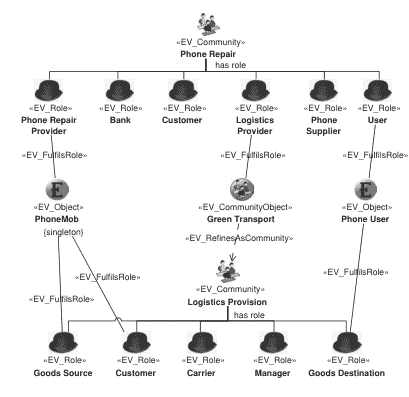 «EV_Community»
Phone Repair
has role
«EV_Role» «EV_Role» «EV_Role» «EV_Role» «EV_Role» «EV_Role»
Phone Repair Bank Customer Logistics Phone User
Provider Provider Supplier
«EV_FulfilsRole» «EV_FulfilsRole» «EV_FulfilsRole»
E E
«EV_Object» «EV_CommunityObject» «EV_Object»
PhoneMob Green Transport Phone User
{singleton}
«EV_RefinesAsCommunity»
«EV_FulfilsRole» «EV_FulfilsRole»
«EV_Community»
«EV_FulfilsRole» Logistics Provision
has role
«EV_Role» «EV_Role» «EV_Role» «EV_Role» «EV_Role»
Goods Source Customer Carrier Manager Goods Destination